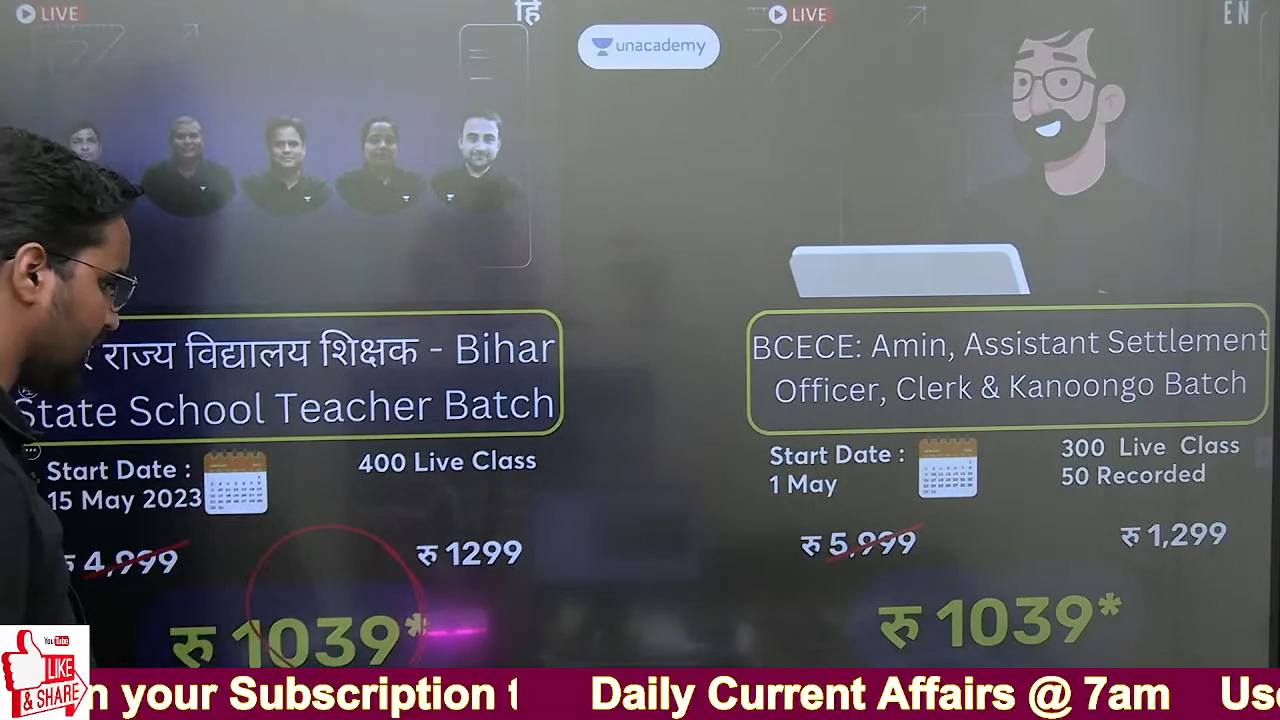 LIVE
हि
unacademy
LIVE
EN
राज्य विद्यालय शिक्षक - Bihar
State School Teacher Batch
Start Date :
15 May 2023
400 Live Class
4,999
रु 1299
रु 1039*
BCECE: Amin, Assistant Settlement
Officer, Clerk & Kanoongo Batch
Start Date :
1 May
300 Live Class
50 Recorded
रु 5,999
रु 1,299
रु 1039*
YouTube
LIKE
& SHARE
n your Subscription
Daily Current Affairs @ 7am
Us